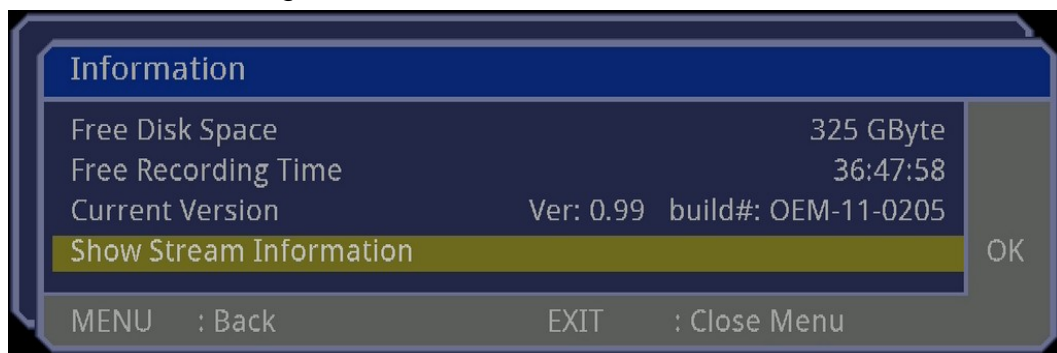 Information
Free Disk Space 325 GByte
Free Recording Time 36:47:58
Current Version Ver: 0.99 build#: OEM-11-0205
Show Stream Information
OK
MENU : Back EXIT : Close Menu